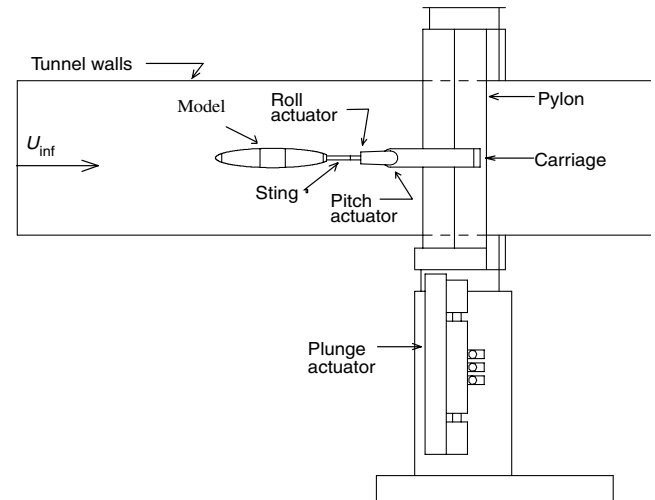 Tunnel walls
Model
Roll
actuator
Pylon
U inf
Carriage
Sting
Pitch
actuator
Plunge
actuator